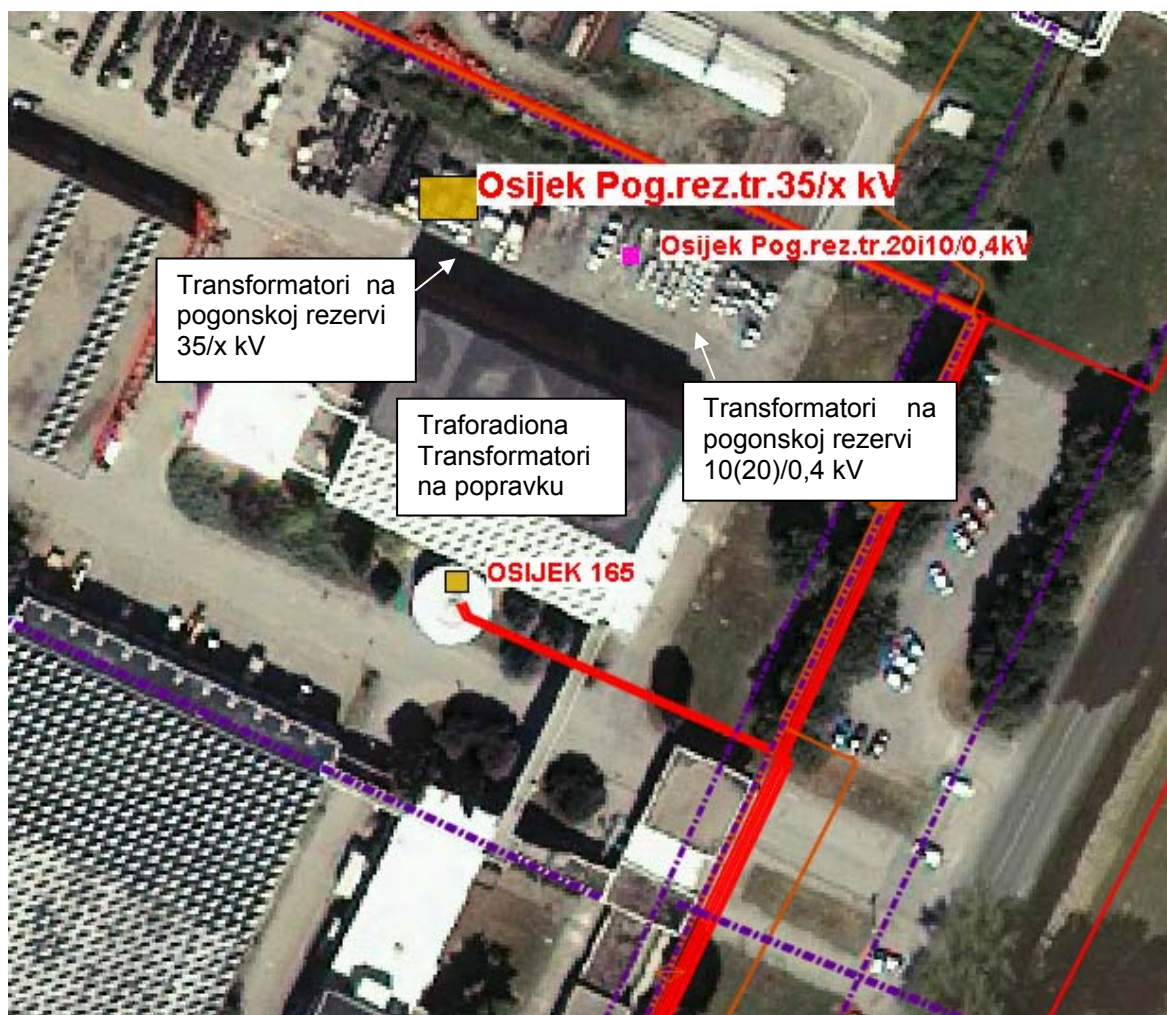 Osijek Pog.rez.tr.35/x kV
Osijek Pog.rez.tr.20i10/0,4kV
Transformatori na
pogonskoj rezervi
35/x kV
Traforadiona
Transformatori
na popravku
Transformatori na
pogonskoj rezervi
10(20)/0,4 kV
OSIJEK 165